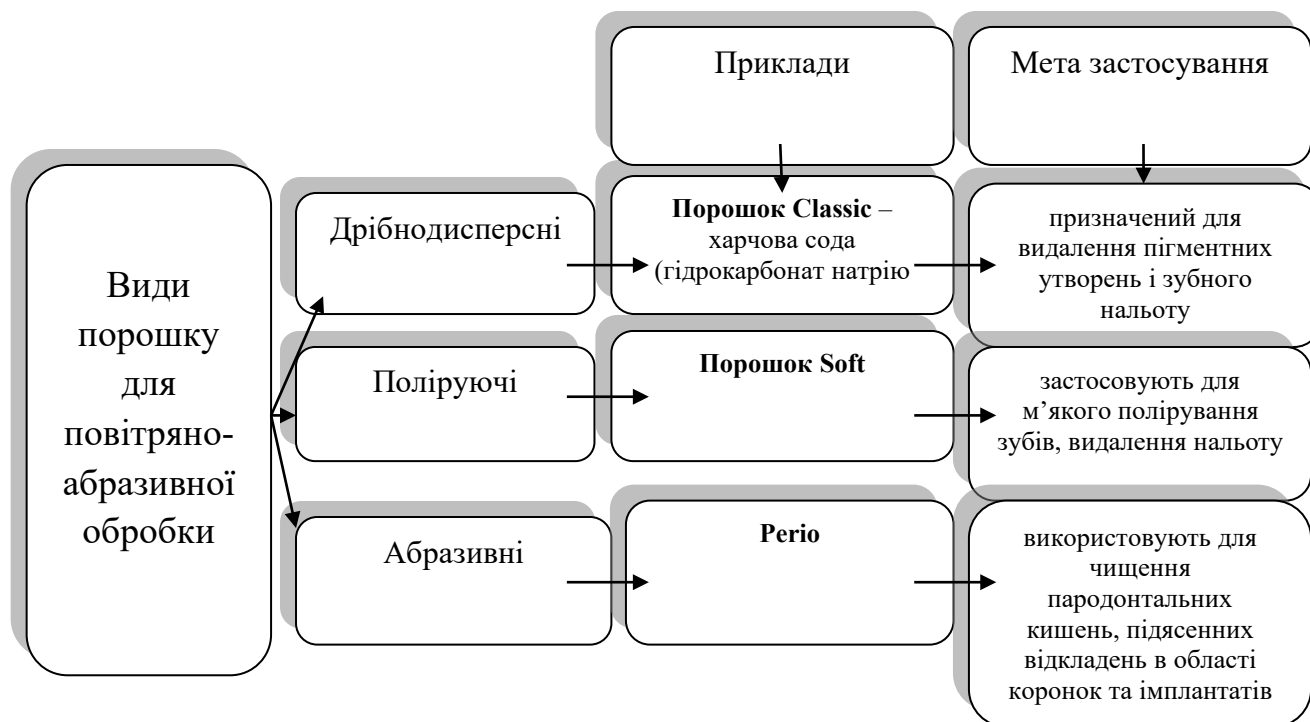 Приклади
Мета застосування
Види
порошку
для
повітряно-
абразивної
обробки
Дрібнодисперсні
Порошок Classic –
харчова сода
(гідрокарбонат натрію
призначений для
видалення пігментних
утворень і зубного
нальоту
Поліруючі
Порошок Soft
застосовують для
м’якого полірування
зубів, видалення нальоту
Абразивні
Perio
використовують для
чищення
пародонтальних
кишень, підясенних
відкладень в області
коронок та імплантатів